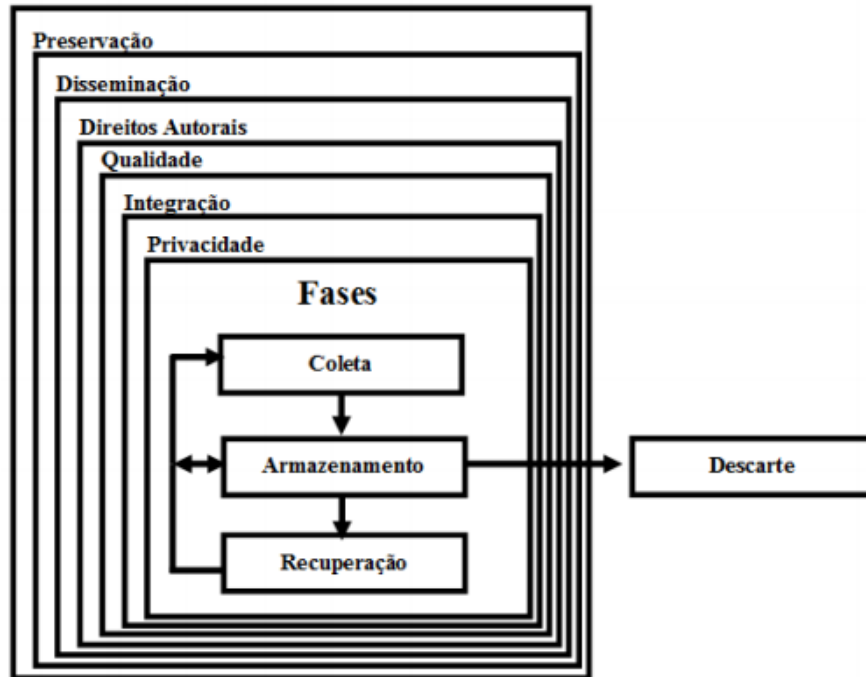 Preservação
Disseminação
Direitos Autorais
Qualidade
Integração
Privacidade
Fases
Coleta
Armazenamento
Descarte
Recuperação